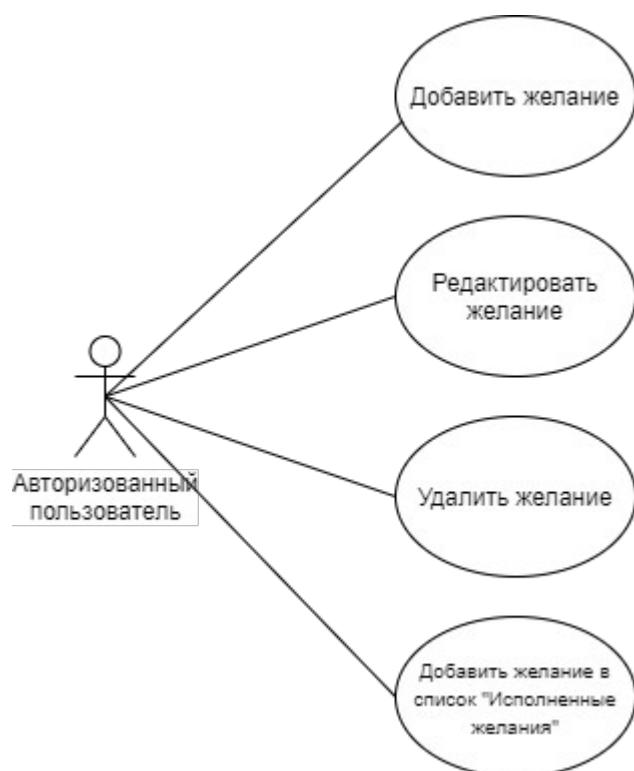 Добавить желание
Редактировать
желание
Авторизованный
пользователь
Удалить желание
Добавить желание в
список "Исполненные
желания"